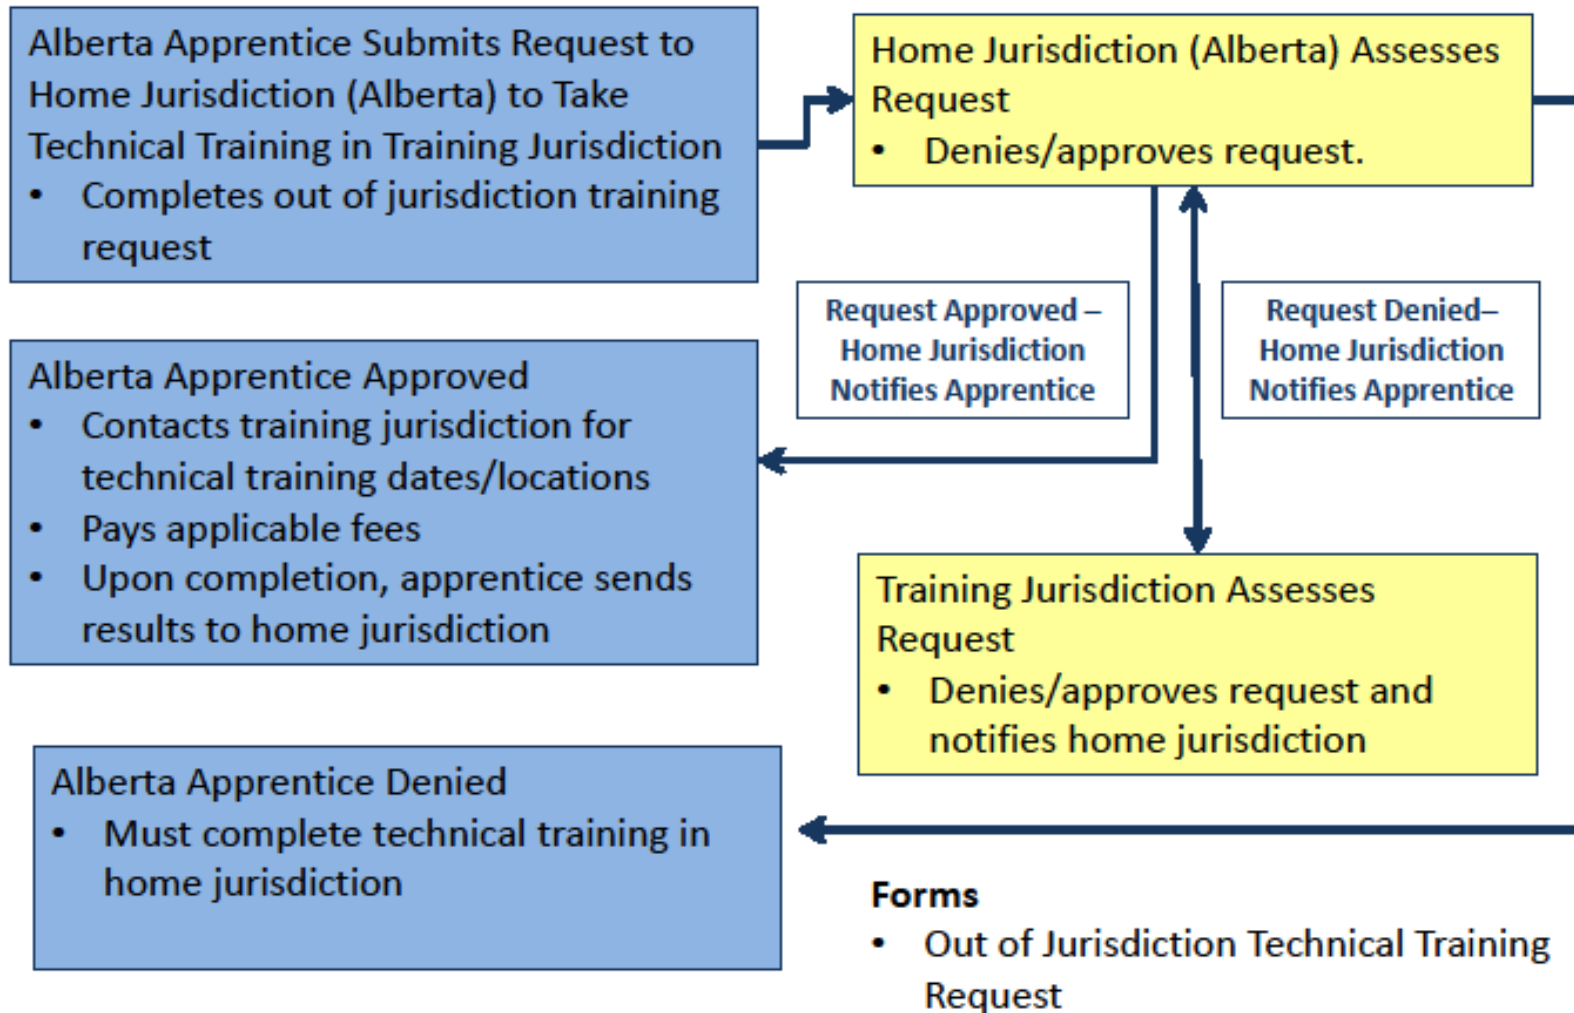 Alberta Apprentice Submits Request to
Home Jurisdiction (Alberta) to Take
Technical Training in Training Jurisdiction
• Completes out of jurisdiction training
request
Home Jurisdiction (Alberta) Assesses
Request
• Denies/approves request.
Request Approved –
Home Jurisdiction
Notifies Apprentice
Request Denied–
Home Jurisdiction
Notifies Apprentice
Alberta Apprentice Approved
• Contacts training jurisdiction for
technical training dates/locations
• Pays applicable fees
• Upon completion, apprentice sends
results to home jurisdiction
Training Jurisdiction Assesses
Request
• Denies/approves request and
notifies home jurisdiction
Alberta Apprentice Denied
• Must complete technical training in
home jurisdiction
Forms
• Out of Jurisdiction Technical Training
Request